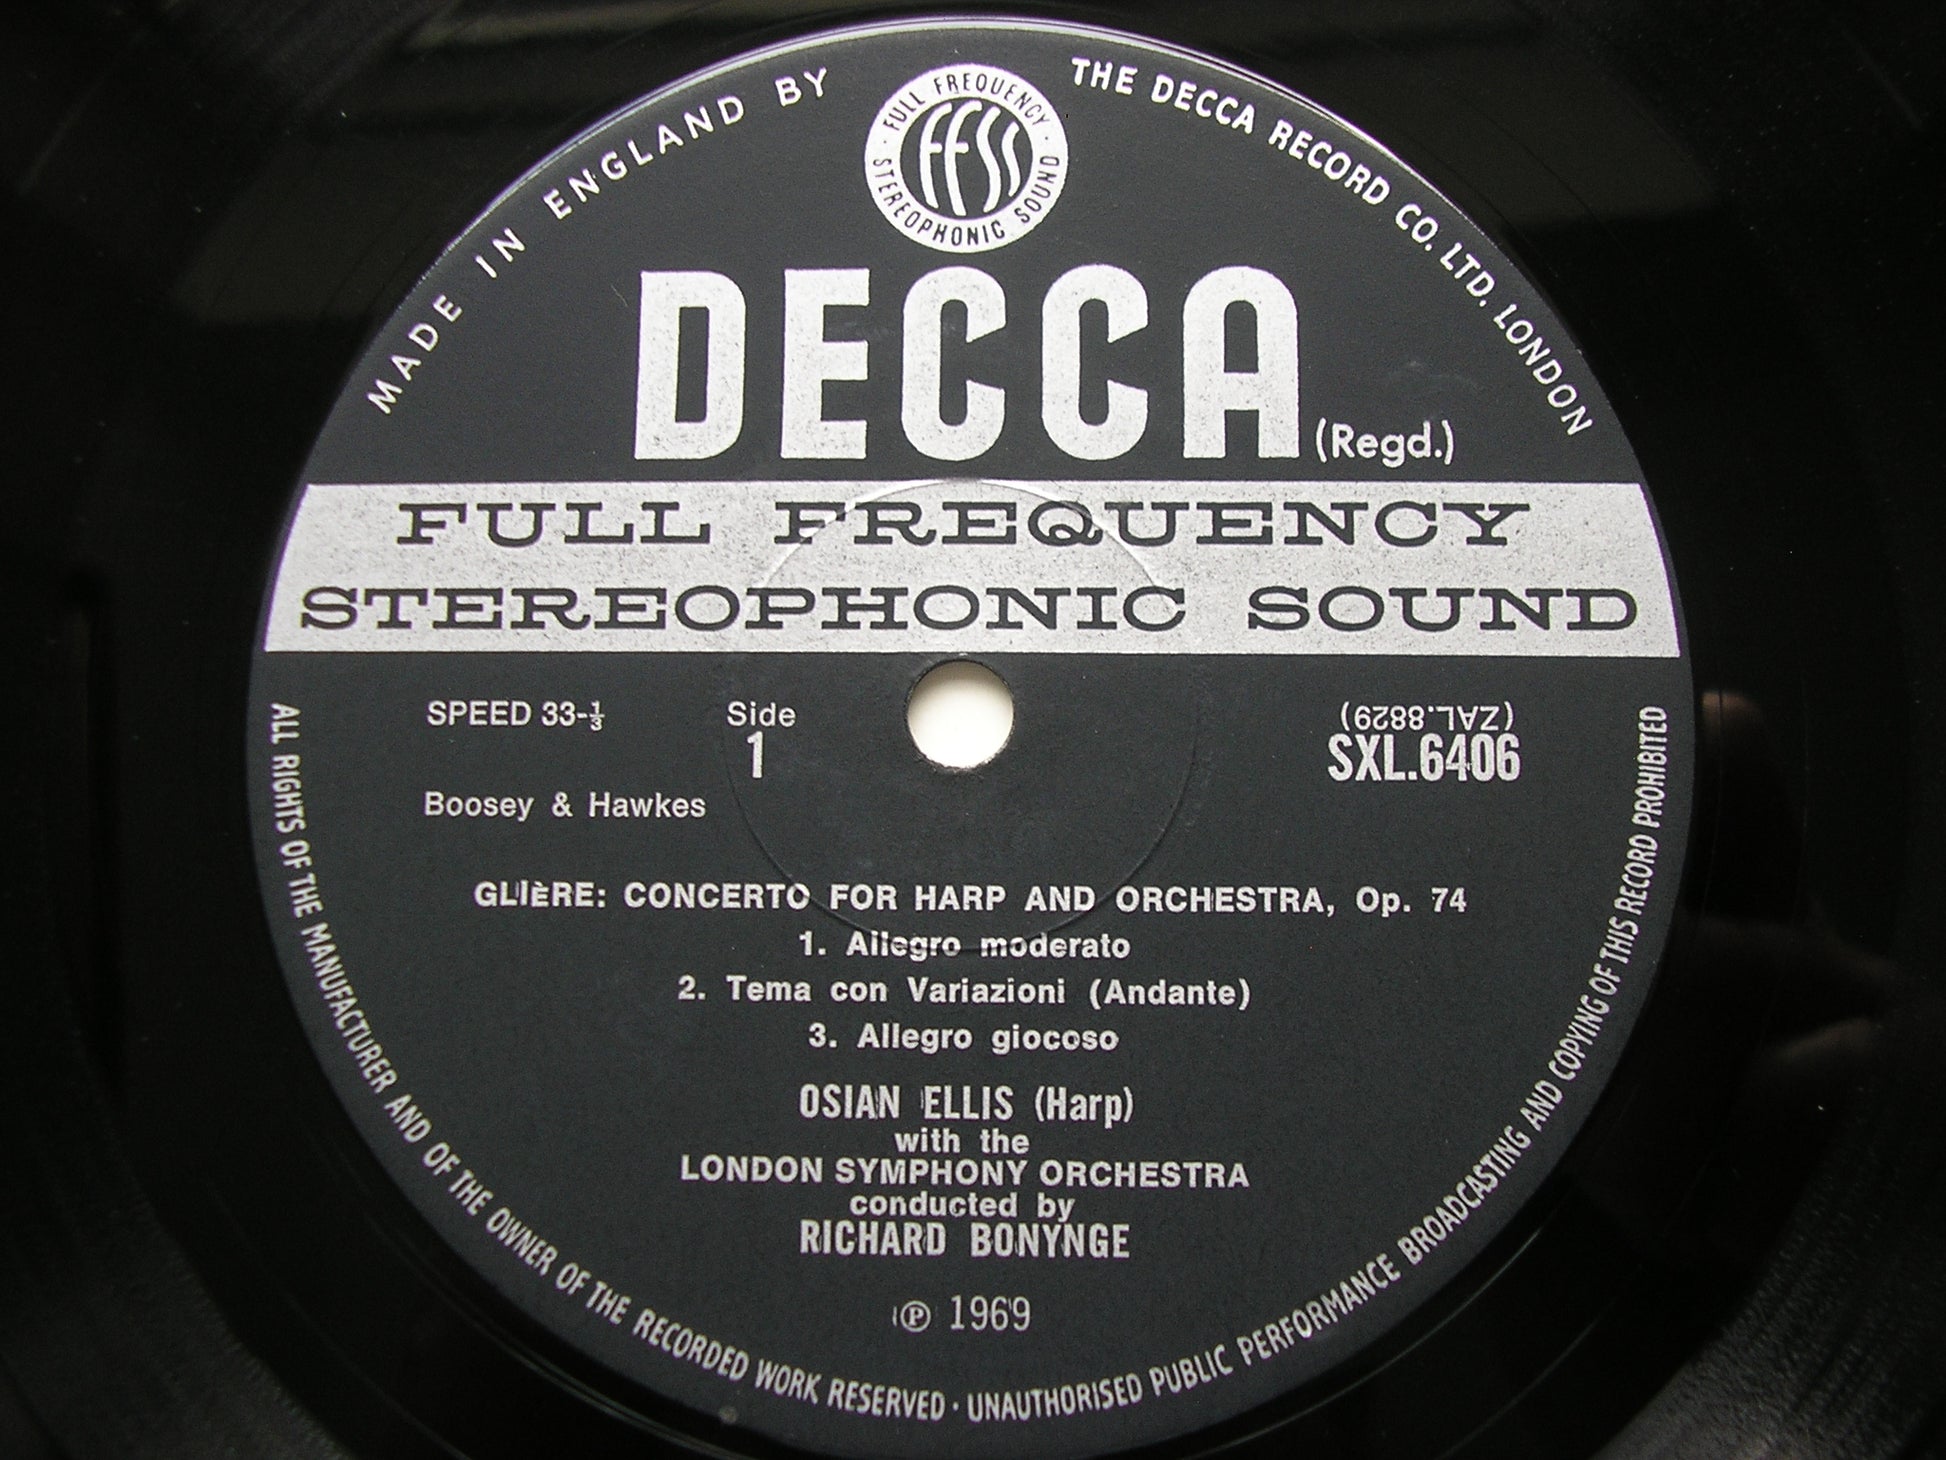 MADE IN ENGLAND BY
THE DECCA RECORD CO. LTD. LONDON
· FULL FREQUENCY ·
STEREOPHONIC SOUND
FFSS
DECCA (Regd.)
FULL FREQUENCY
STEREOPHONIC SOUND
SPEED 33-⅓
Side
1
(ZAL.8829)
SXL.6406
Boosey & Hawkes
GLIÈRE: CONCERTO FOR HARP AND ORCHESTRA, Op. 74
1. Allegro moderato
2. Tema con Variazioni (Andante)
3. Allegro giocoso
OSIAN ELLIS (Harp)
with the
LONDON SYMPHONY ORCHESTRA
conducted by
RICHARD BONYNGE
℗ 1969
ALL RIGHTS OF THE MANUFACTURER AND OF THE OWNER OF THE RECORDED WORK RESERVED · UNAUTHORISED PUBLIC PERFORMANCE BROADCASTING AND COPYING OF THIS RECORD PROHIBITED